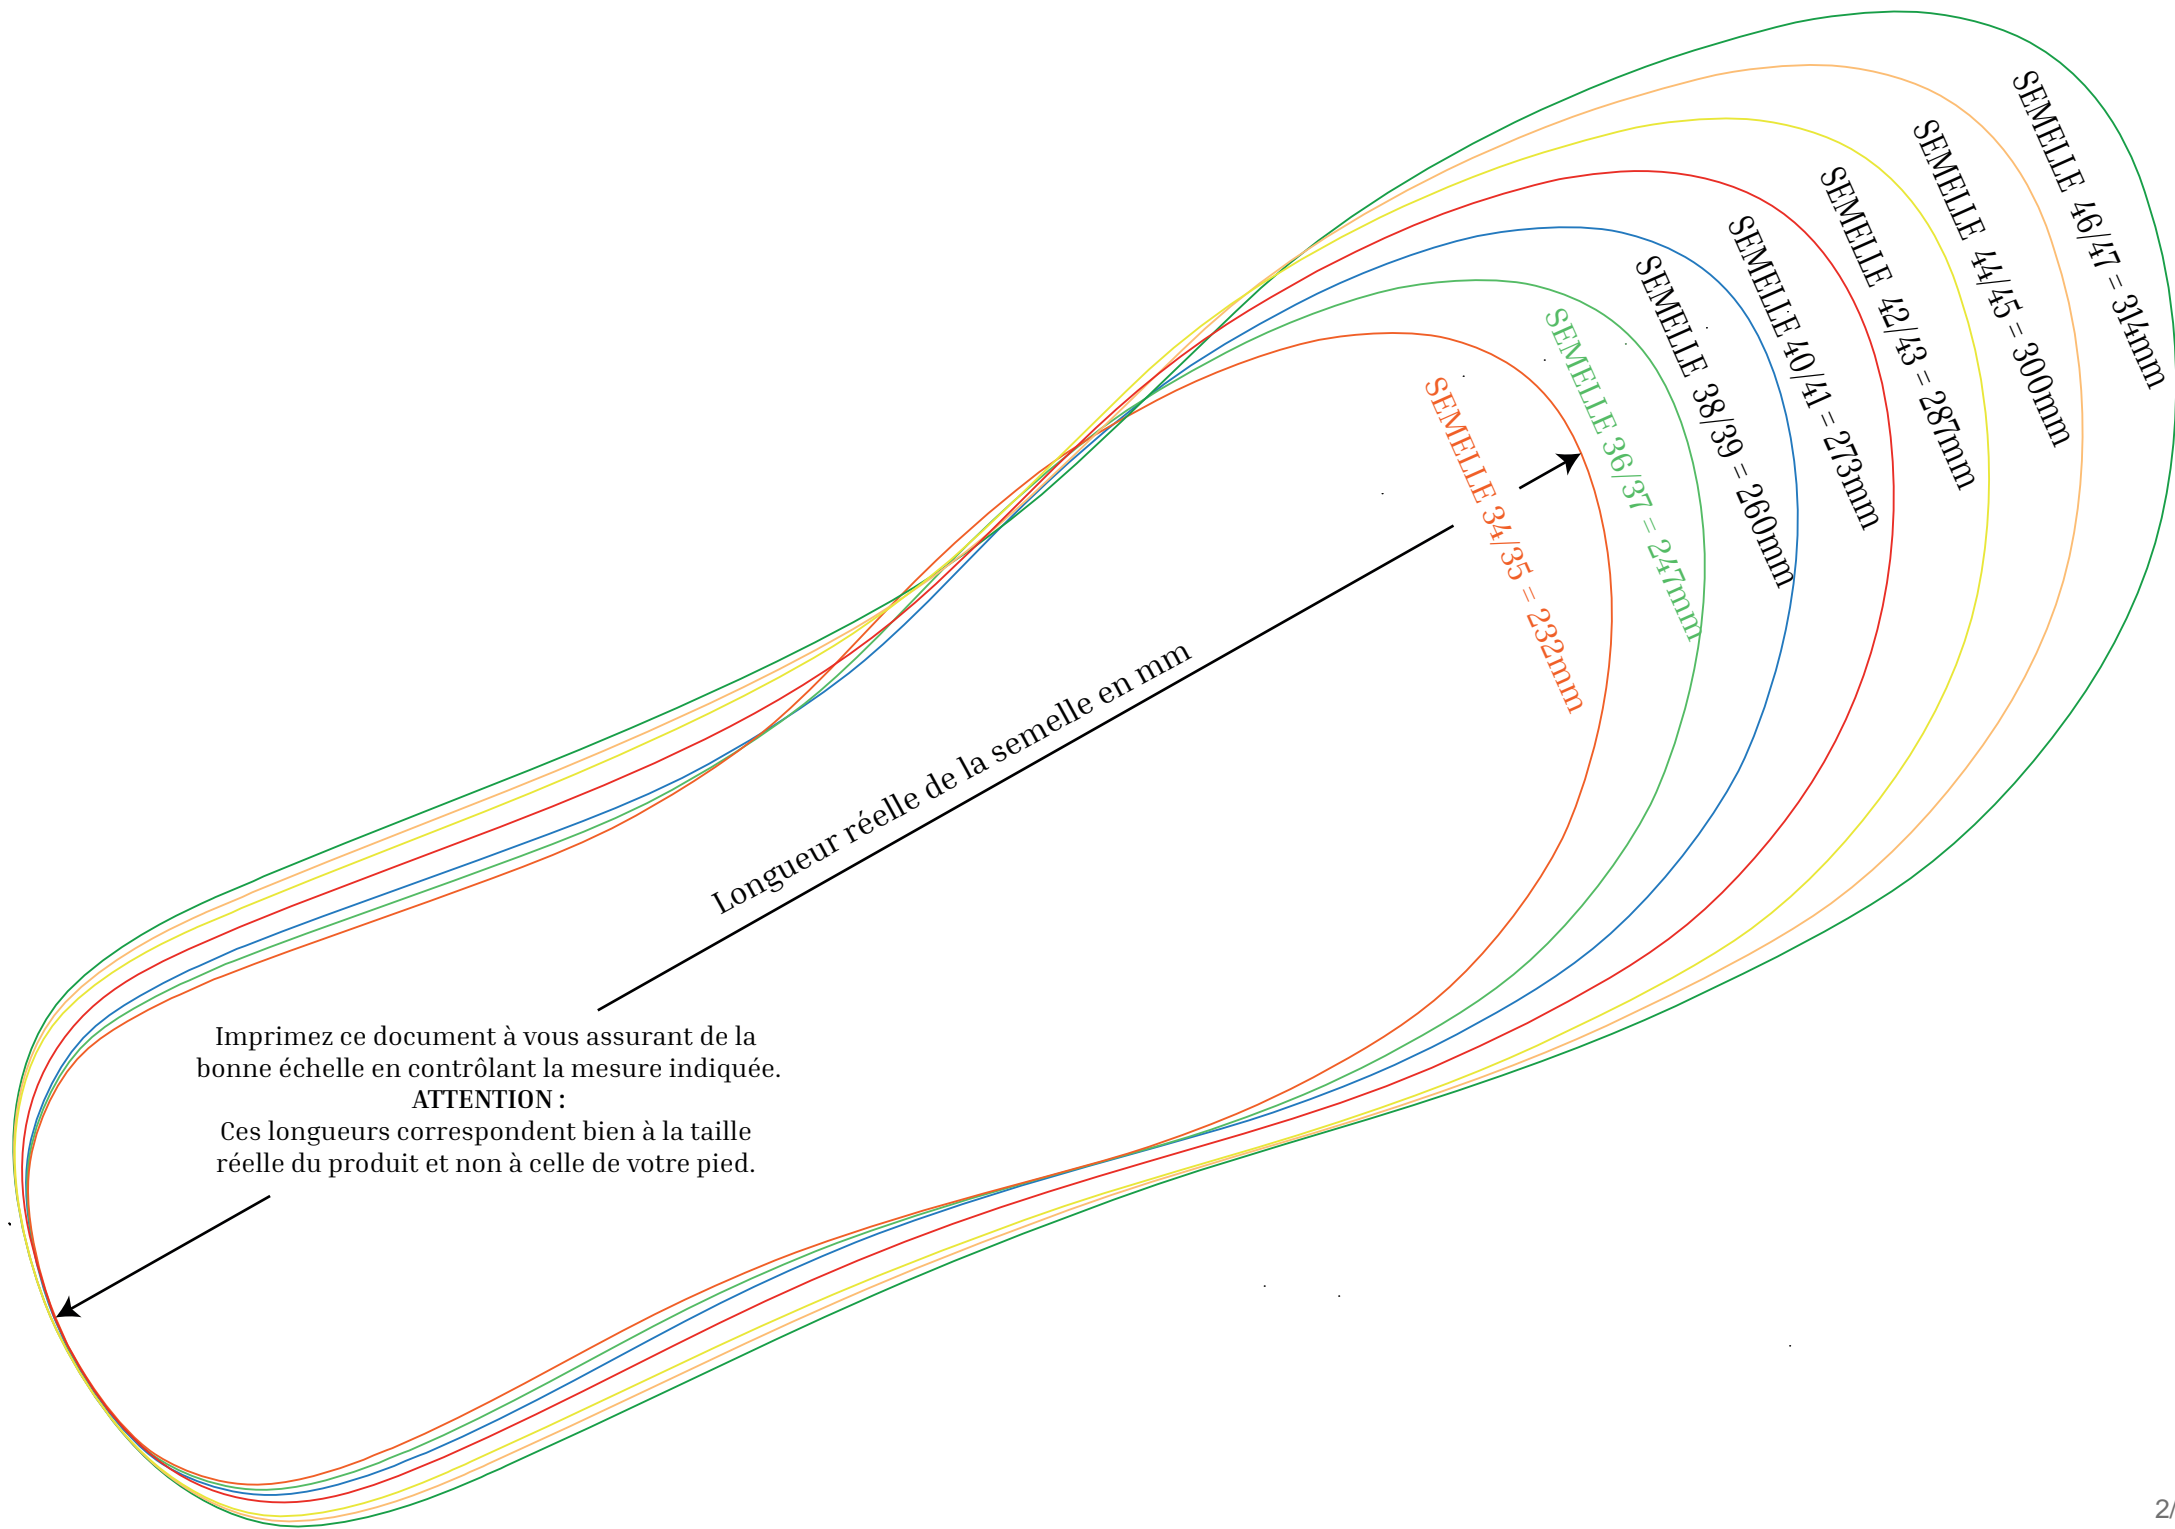 SEMELLE 46/47 = 314mm
SEMELLE 44/45 = 300mm
SEMELLE 42/43 = 287mm
SEMELLE 40/41 = 273mm
SEMELLE 38/39 = 260mm
SEMELLE 36/37 = 247mm
SEMELLE 34/35 = 232mm
Longueur réelle de la semelle en mm
Imprimez ce document à vous assurant de la
bonne échelle en contrôlant la mesure indiquée.
ATTENTION :
Ces longueurs correspondent bien à la taille
réelle du produit et non à celle de votre pied.
2/